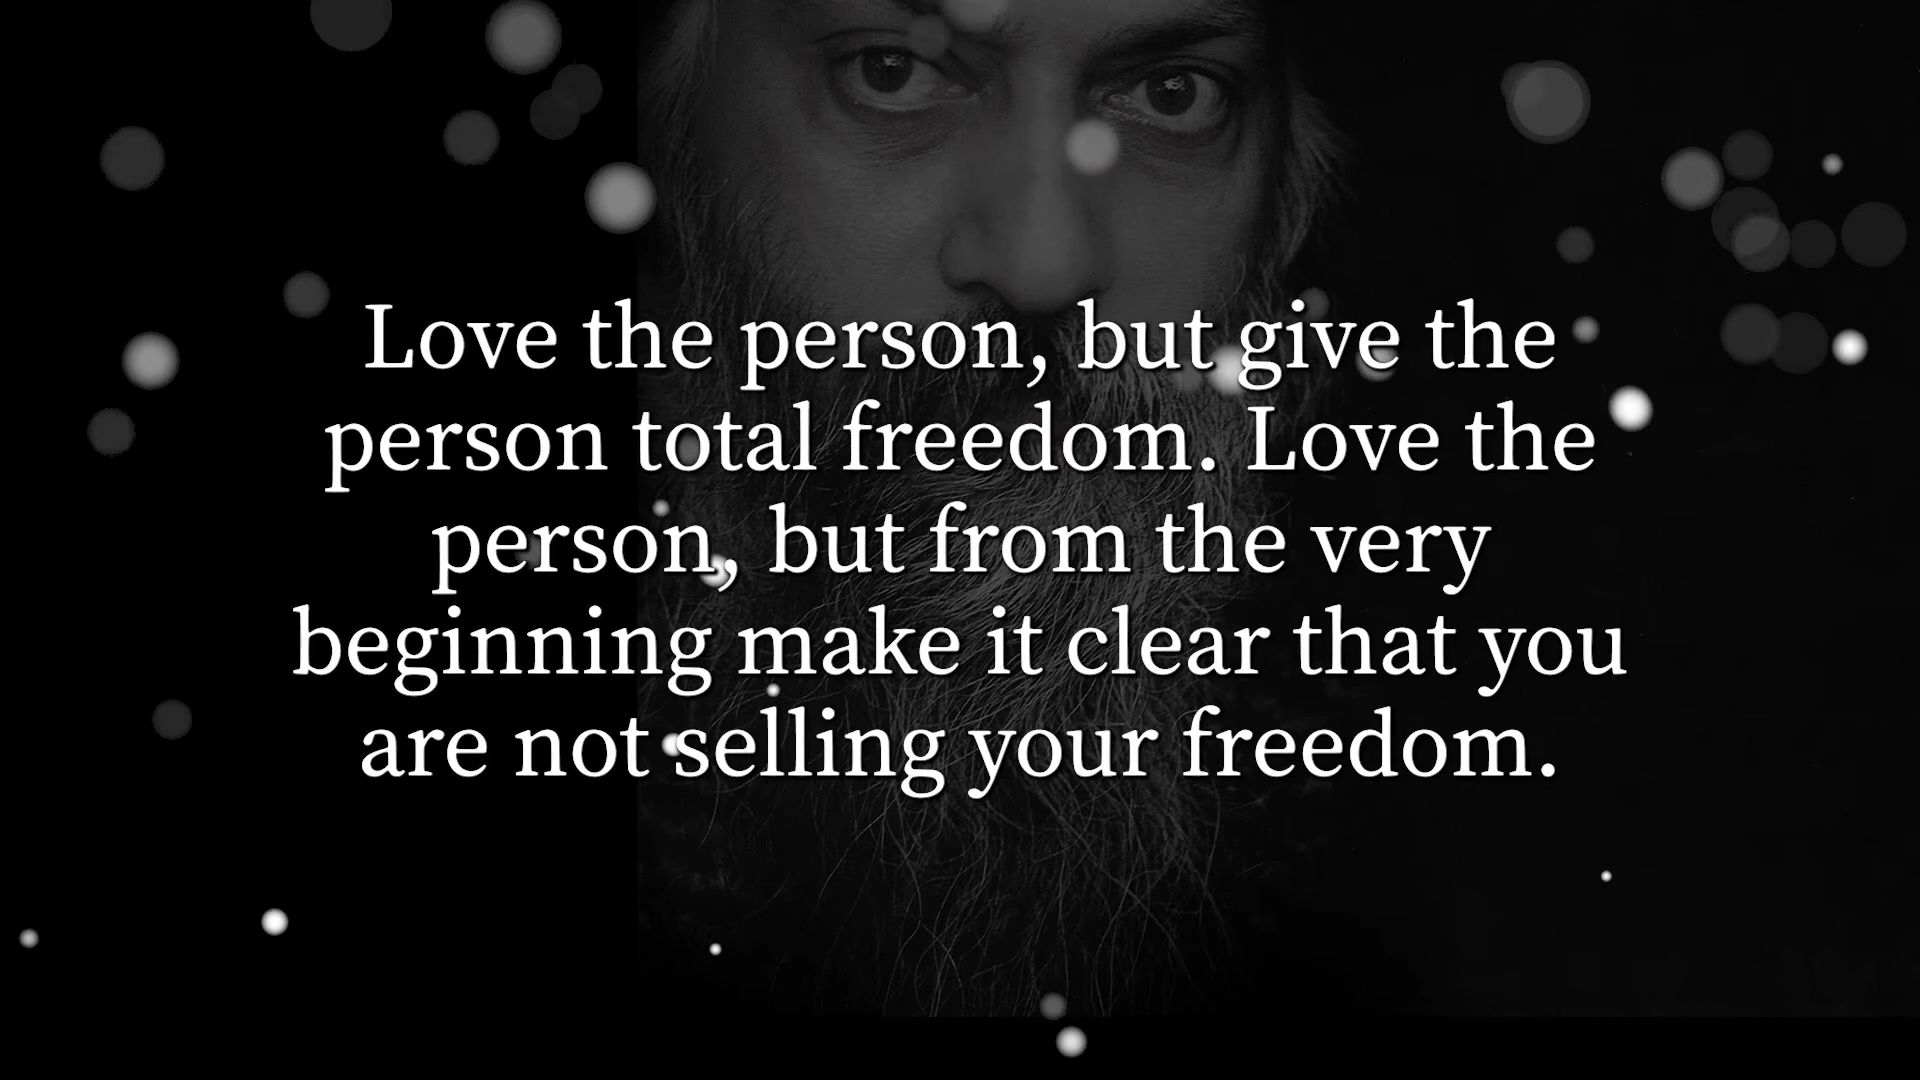 Love the person, but give the
person total freedom. Love the
person, but from the very
beginning make it clear that you
are not selling your freedom.